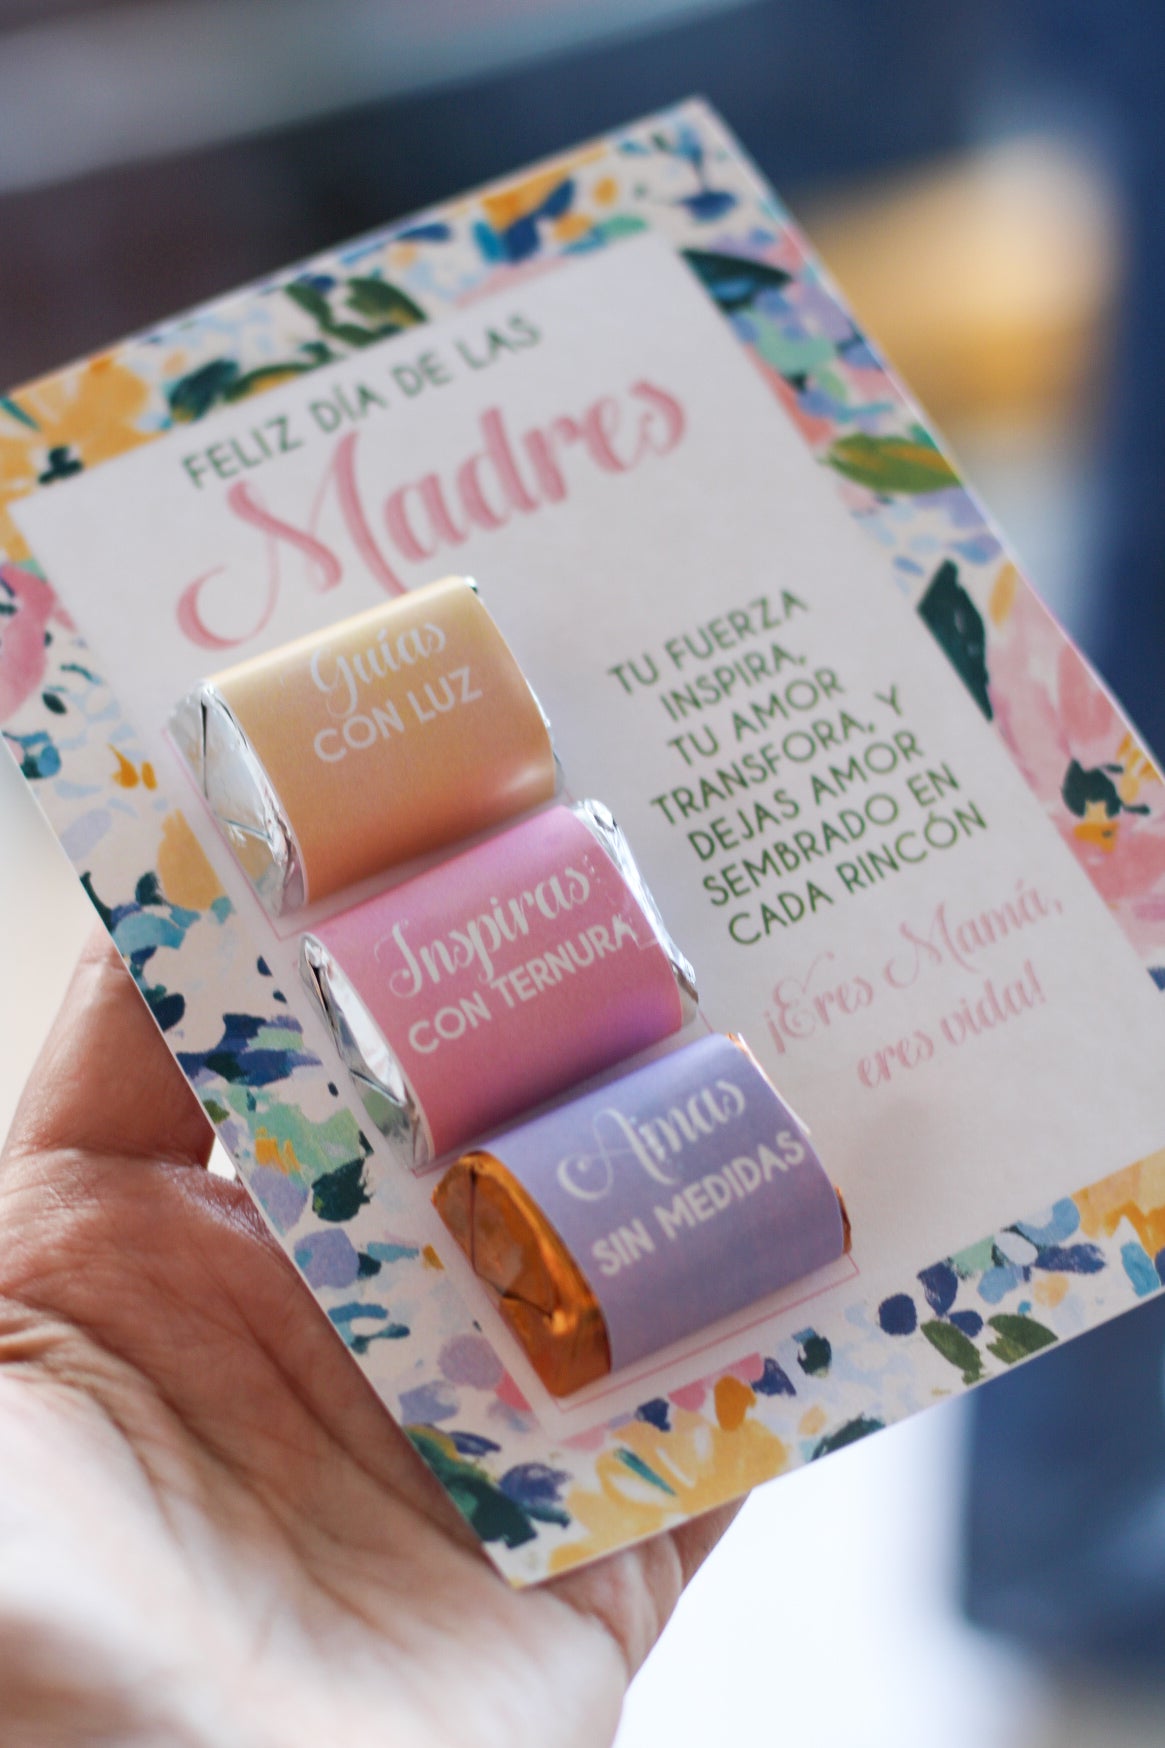 FELIZ DÍA DE LAS
Madres
Guías
CON LUZ
Inspiras
CON TERNURA
Amas
SIN MEDIDAS
TU FUERZA
INSPIRA,
TU AMOR
TRANSFORA, Y
DEJAS AMOR
SEMBRADO EN
CADA RINCÓN
¡Eres Mamá,
eres vida!